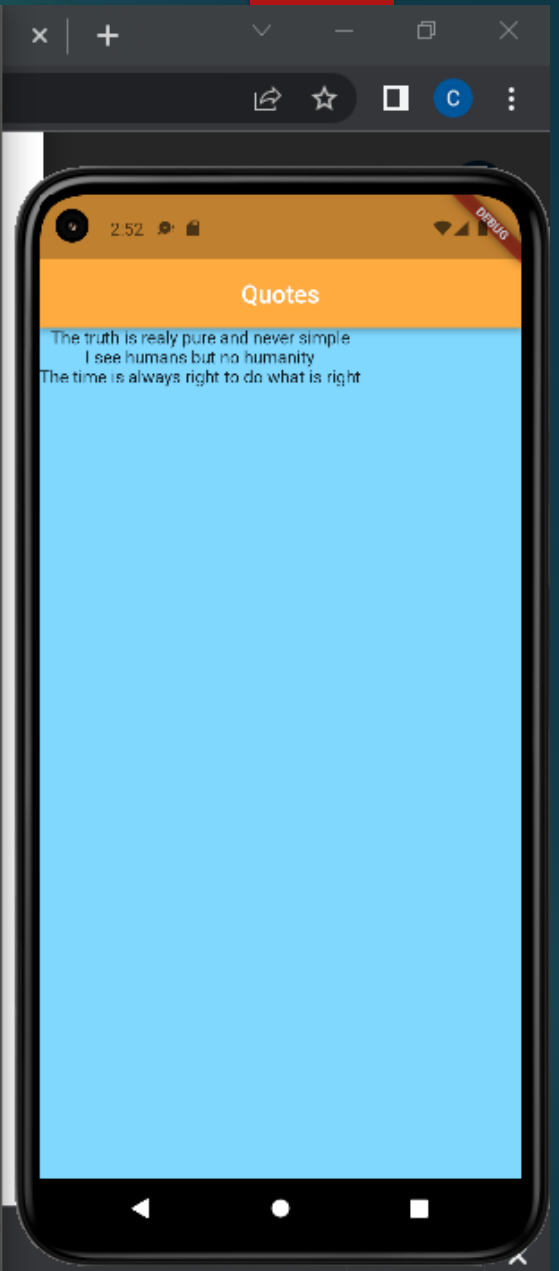 C
2:52
DEBUG
Quotes
The truth is realy pure and never simple
I see humans but no humanity
The time is always right to do what is right